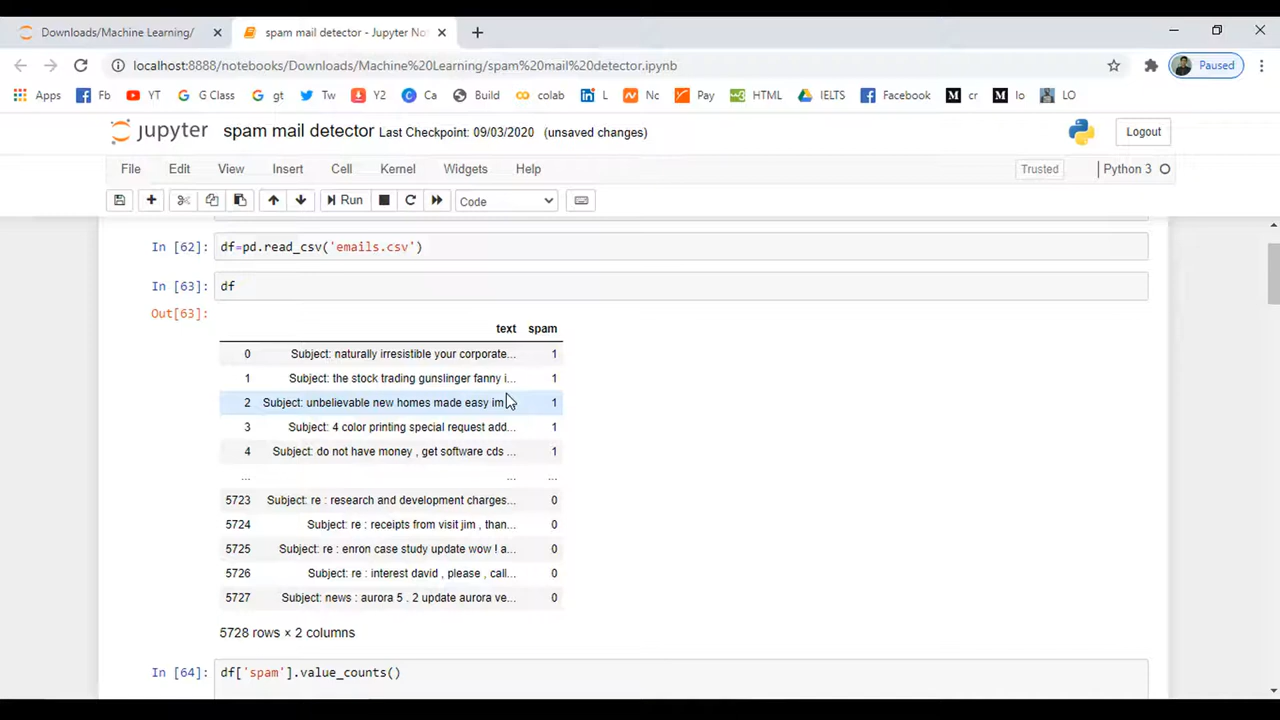 Downloads/Machine Learning/
spam mail detector - Jupyter No
localhost:8888/notebooks/Downloads/Machine%20Learning/spam%20mail%20detector.ipynb
Paused
Apps Fb YT G Class gt Tw Y2 Ca Build colab L Nc Pay HTML IELTS Facebook cr Io LO
jupyter spam mail detector Last Checkpoint: 09/03/2020 (unsaved changes)
Logout
File Edit View Insert Cell Kernel Widgets Help
Trusted
Python 3
Run
Code
In [62]: df=pd.read_csv('emails.csv')
In [63]: df
Out[63]:
text spam
0 Subject: naturally irresistible your corporate... 1
1 Subject: the stock trading gunslinger fanny i... 1
2 Subject: unbelievable new homes made easy im 1
3 Subject: 4 color printing special request add... 1
4 Subject: do not have money , get software cds ... 1
... ... ...
5723 Subject: re : research and development charges... 0
5724 Subject: re : receipts from visit jim , than... 0
5725 Subject: re : enron case study update wow ! a... 0
5726 Subject: re : interest david , please , call... 0
5727 Subject: news : aurora 5 . 2 update aurora ve... 0
5728 rows × 2 columns
In [64]: df['spam'].value_counts()